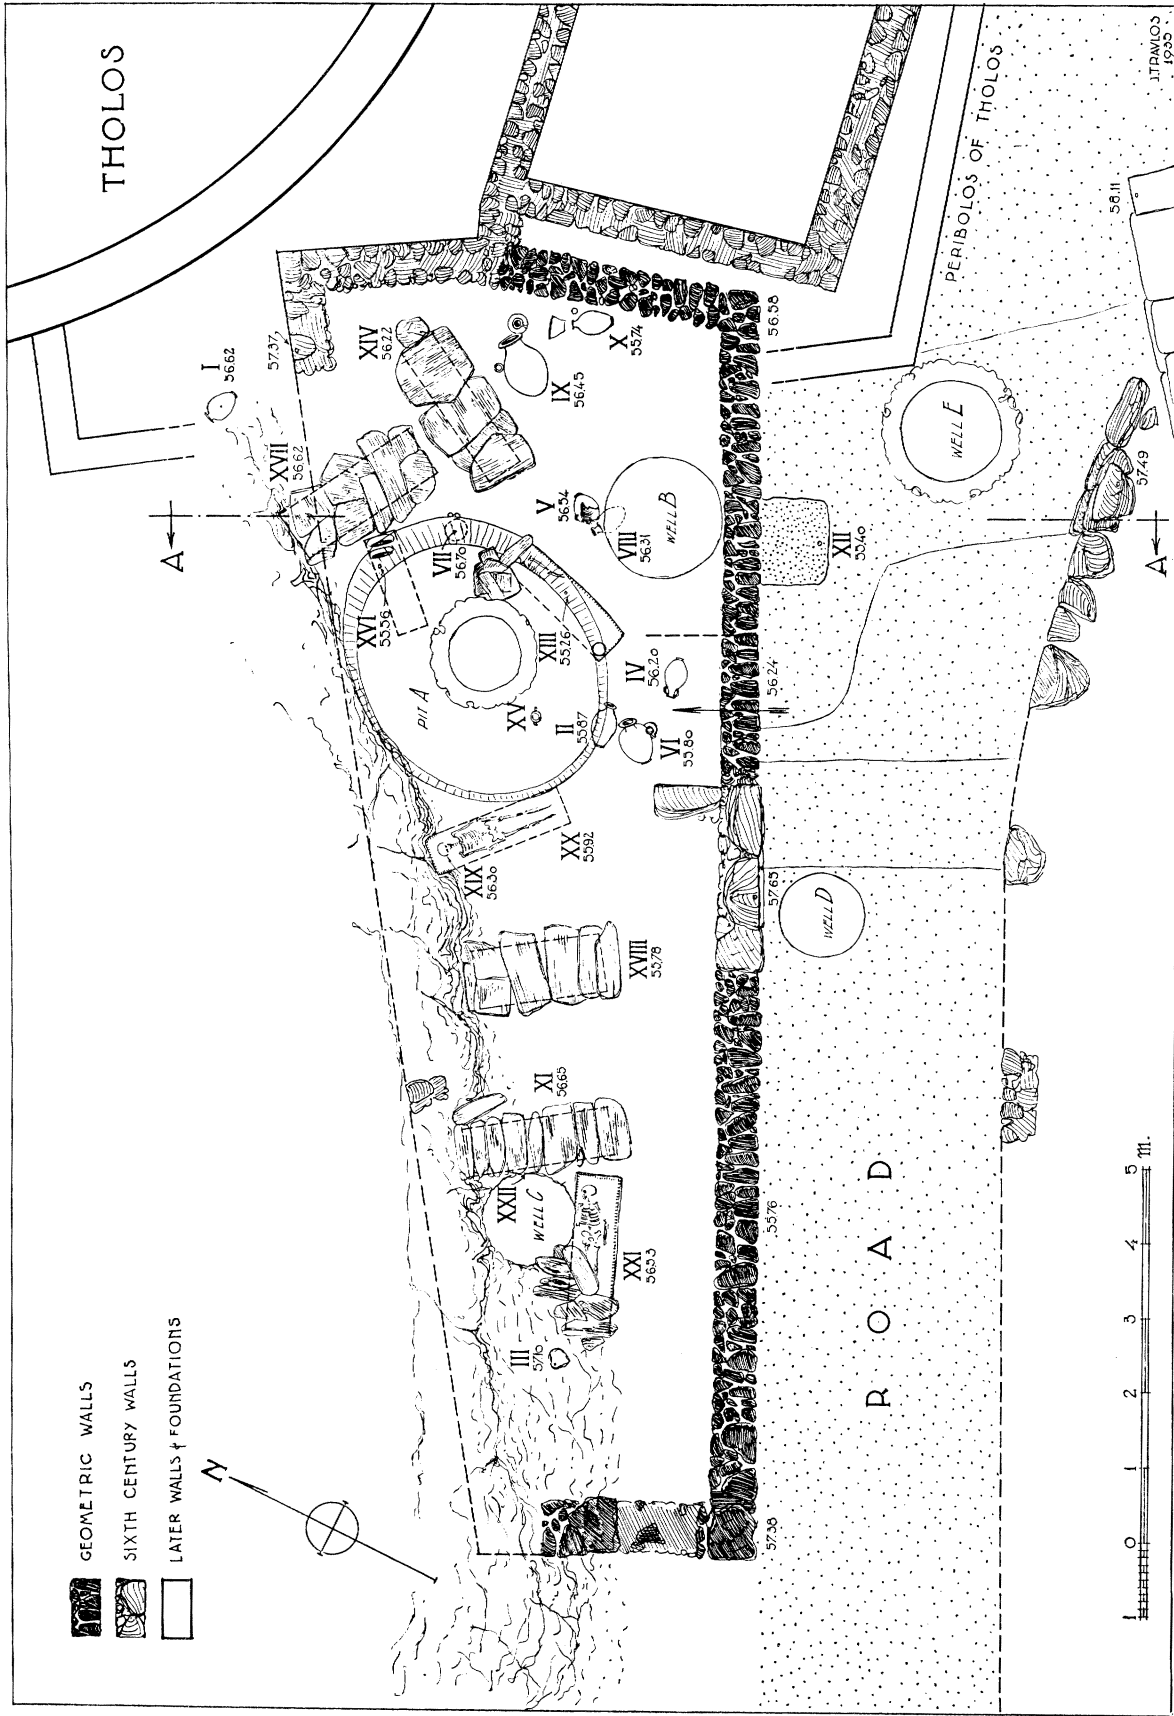 THOLOS
GEOMETRIC WALLS
SIXTH CENTURY WALLS
LATER WALLS & FOUNDATIONS
N
I
56.62
57.37
XIV
56.22
IX
56.45
X
55.74
56.58
PERIBOLOS OF THOLOS
J.TRAVLOS
1935
58.11
XVII
56.62
A
V
56.54
VIII
56.31
WELL B
WELL E
57.49
XII
55.40
A
XVI
55.56
VII
56.70
XIII
55.26
PIT A
XV
II
55.87
IV
56.20
VI
55.80
56.24
XIX
56.30
XX
55.92
57.63
WELL D
XVIII
55.78
XI
56.65
XXII
WELL C
XXI
56.53
III
57.10
55.76
57.38
ROAD
1 0 1 2 3 4 5 m.